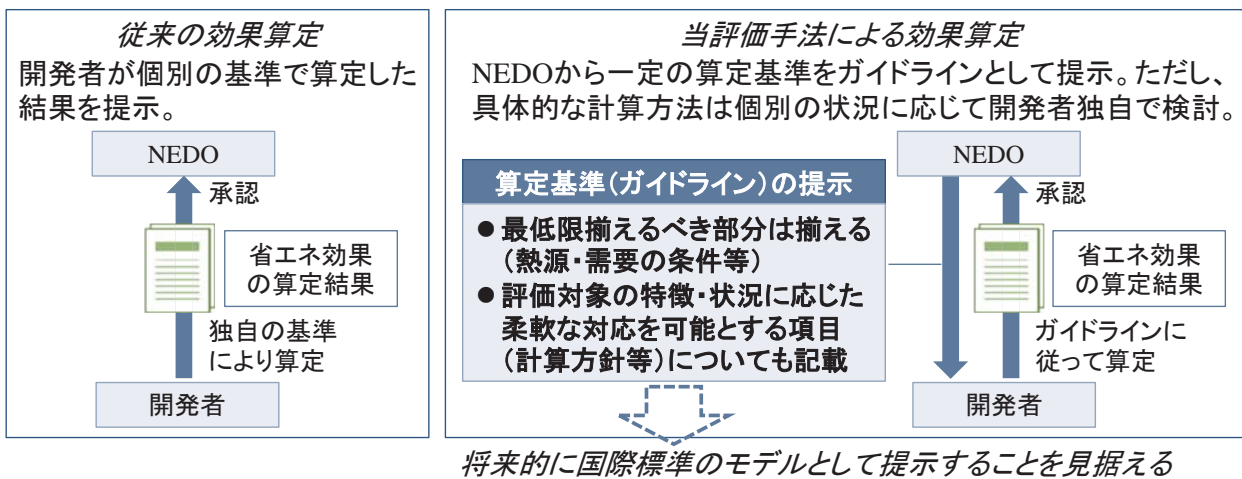 従来の効果算定
開発者が個別の基準で算定した
結果を提示。
NEDO
承認
省エネ効果
の算定結果
独自の基準
により算定
開発者
当評価手法による効果算定
NEDOから一定の算定基準をガイドラインとして提示。ただし、
具体的な計算方法は個別の状況に応じて開発者独自で検討。
算定基準(ガイドライン)の提示
●最低限揃えるべき部分は揃える
(熱源・需要の条件等)
●評価対象の特徴・状況に応じた
柔軟な対応を可能とする項目
(計算方針等)についても記載
NEDO
承認
省エネ効果
の算定結果
ガイドラインに
従って算定
開発者
将来的に国際標準のモデルとして提示することを見据える